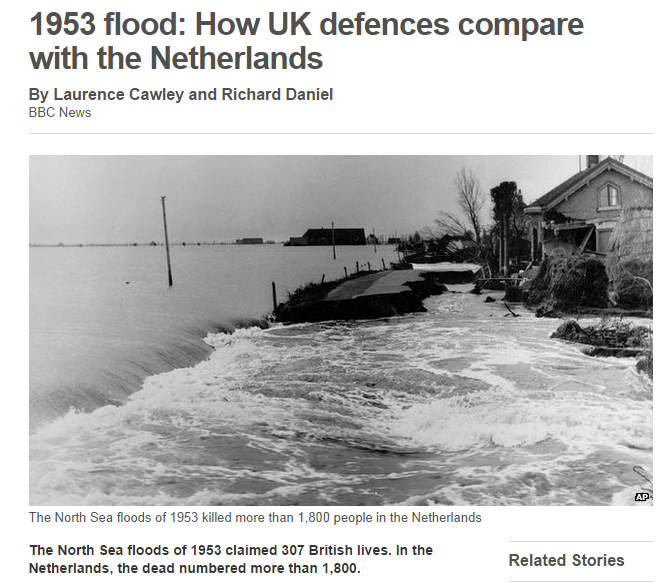 1953 flood: How UK defences compare
with the Netherlands
By Laurence Cawley and Richard Daniel
BBC News
AP
The North Sea floods of 1953 killed more than 1,800 people in the Netherlands
The North Sea floods of 1953 claimed 307 British lives. In the
Netherlands, the dead numbered more than 1,800.
Related Stories